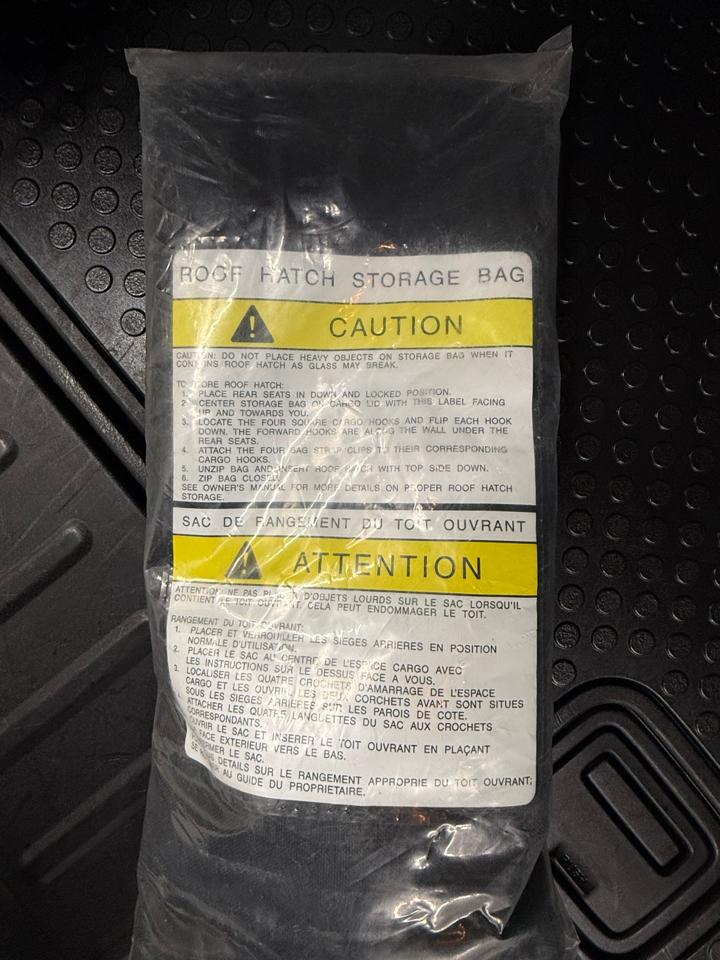 ROOF HATCH STORAGE BAG
CAUTION
CAUTION: DO NOT PLACE HEAVY OBJECTS ON STORAGE BAG WHEN IT
CONTAINS ROOF HATCH AS GLASS MAY BREAK.
TO STORE ROOF HATCH:
1. PLACE REAR SEATS IN DOWN AND LOCKED POSITION.
2. CENTER STORAGE BAG ON CARGO LID WITH THIS LABEL FACING
UP AND TOWARDS YOU.
3. LOCATE THE FOUR SQUARE CARGO HOOKS AND FLIP EACH HOOK
DOWN. THE FORWARD HOOKS ARE ALONG THE WALL UNDER THE
REAR SEATS.
4. ATTACH THE FOUR BAG STRAP CLIPS TO THEIR CORRESPONDING
CARGO HOOKS.
5. UNZIP BAG AND INSERT ROOF HATCH WITH TOP SIDE DOWN.
6. ZIP BAG CLOSED.
SEE OWNER'S MANUAL FOR MORE DETAILS ON PROPER ROOF HATCH
STORAGE.
SAC DE RANGEMENT DU TOIT OUVRANT
ATTENTION
ATTENTION: NE PAS PLACER D'OBJETS LOURDS SUR LE SAC LORSQU'IL
CONTIENT LE TOIT OUVRANT. CELA PEUT ENDOMMAGER LE TOIT.
RANGEMENT DU TOIT OUVRANT:
1. PLACER ET VERROUILLER LES SIEGES ARRIERES EN POSITION
NORMALE D'UTILISATION.
2. PLACER LE SAC AU CENTRE DE L'ESPACE CARGO AVEC
LES INSTRUCTIONS SUR LE DESSUS FACE A VOUS.
3. LOCALISER LES QUATRE CROCHETS D'AMARRAGE DE L'ESPACE
CARGO ET LES OUVRIR. LES DEUX CORCHETS AVANT SONT SITUES
SOUS LES SIEGES ARRIERES SUR LES PAROIS DE COTE.
ATTACHER LES QUATRE LANGUETTES DU SAC AUX CROCHETS
CORRESPONDANTS.
OUVRIR LE SAC ET INSERER LE TOIT OUVRANT EN PLAÇANT
FACE EXTERIEUR VERS LE BAS.
LE SAC.
DETAILS SUR LE RANGEMENT APPROPRIE DU TOIT OUVRANT,
AU GUIDE DU PROPRIETAIRE.